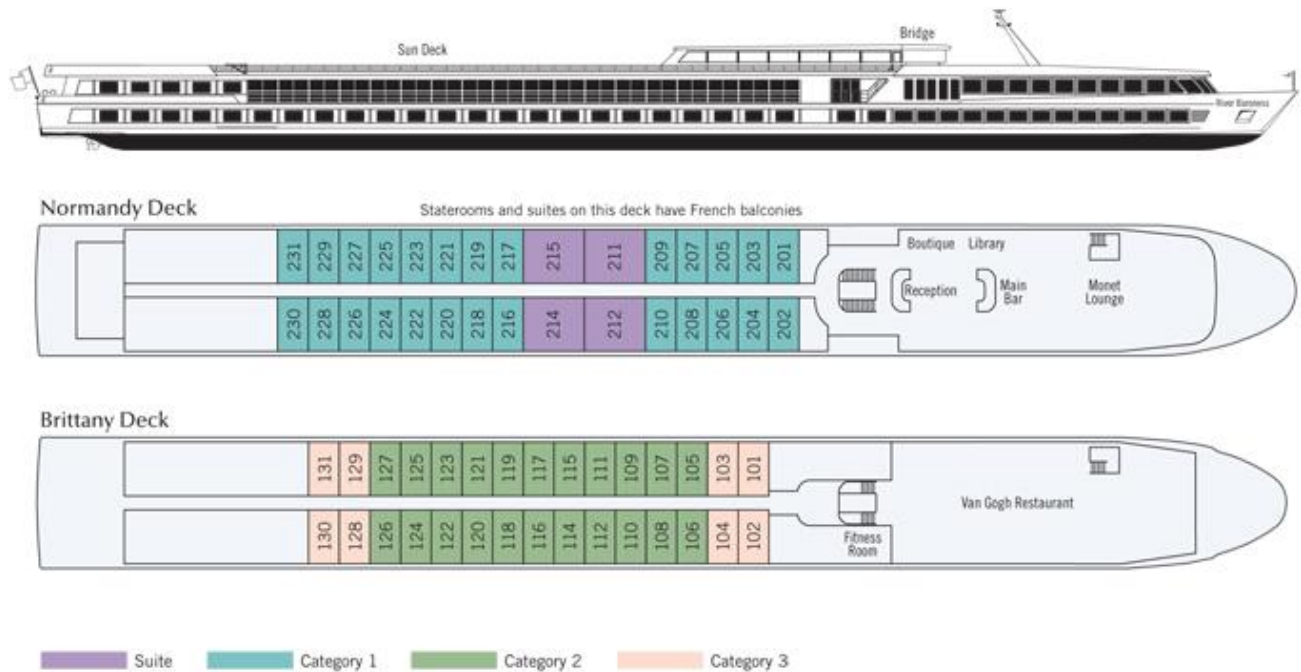 Sun Deck
Bridge
River Baroness
Normandy Deck
Staterooms and suites on this deck have French balconies
231 229 227 225 223 221 219 217 215 211 209 207 205 203 201
Boutique Library
Reception
Main
Bar
Monet
Lounge
230 228 226 224 222 220 218 216 214 212 210 208 206 204 202
Brittany Deck
131 129 127 125 123 121 119 117 115 111 109 107 105 103 101
Van Gogh Restaurant
130 128 126 124 122 120 118 116 114 112 110 108 106 104 102
Fitness
Room
Suite Category 1 Category 2 Category 3